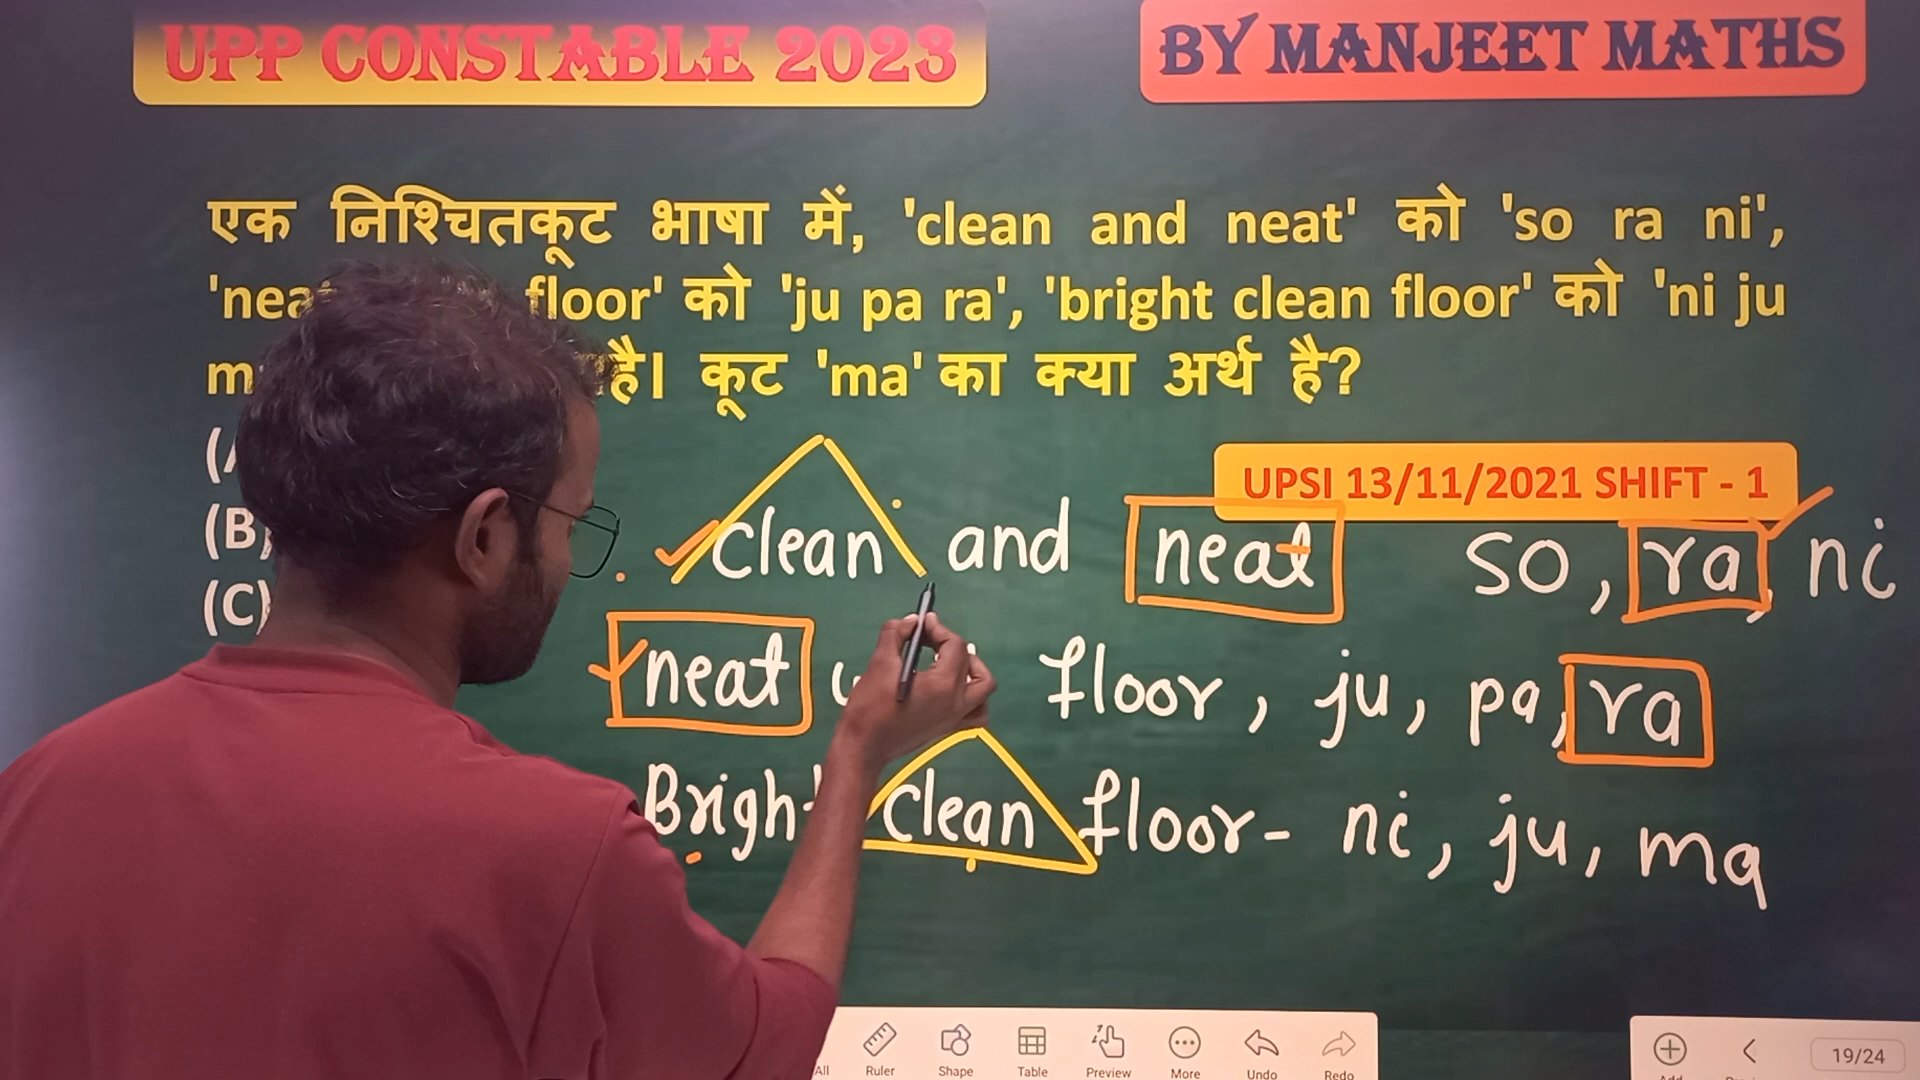 UPP CONSTABLE 2023
BY MANJEET MATHS
एक निश्चितकूट भाषा में, 'clean and neat' को 'so ra ni',
floor' को 'ju pa ra', 'bright clean floor' को 'ni ju
है। कूट 'ma' का क्या अर्थ है?
(B)
(C)
UPSI 13/11/2021 SHIFT - 1
clean and neat so, ra, ni
neat floor, ju, pa, ra
Bright clean floor- ni, ju, ma
All Ruler Shape Table Preview More Undo Redo
19/24